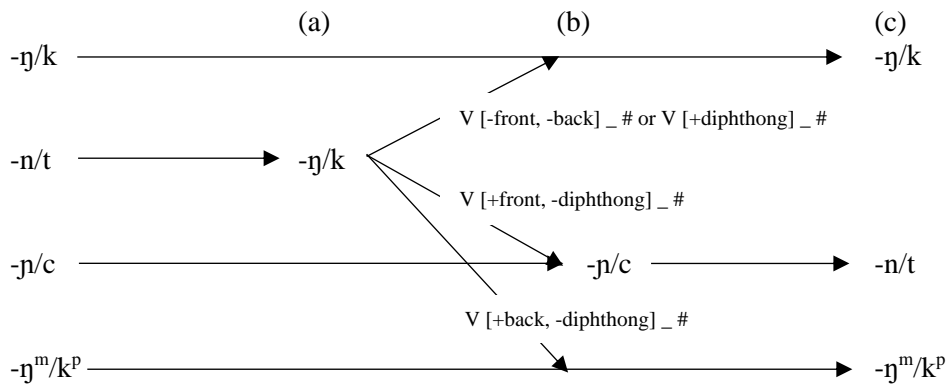 (a) (b) (c)
-ŋ/k -ŋ/k
V [-front, -back] _ # or V [+diphthong] _ #
-n/t -ŋ/k
V [+front, -diphthong] _ #
-ɲ/c -ɲ/c -n/t
V [+back, -diphthong] _ #
-ŋᵐ/kᵖ -ŋᵐ/kᵖ